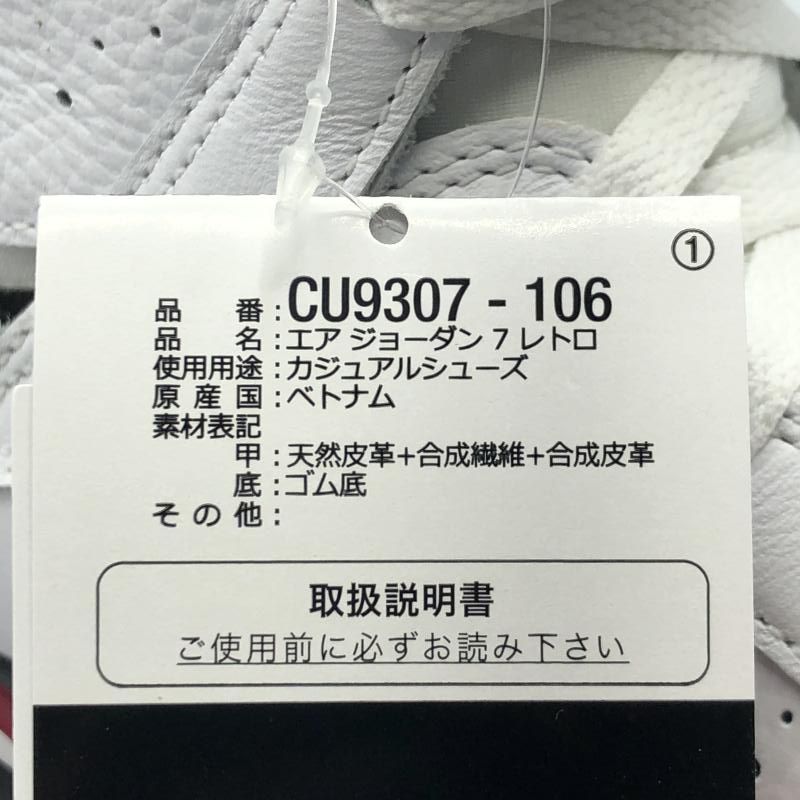 ①
品番:CU9307 - 106
品名:エア ジョーダン 7 レトロ
使用用途:カジュアルシューズ
原産国:ベトナム
素材表記
甲:天然皮革+合成繊維+合成皮革
底:ゴム底
その他:
取扱説明書
ご使用前に必ずお読み下さい